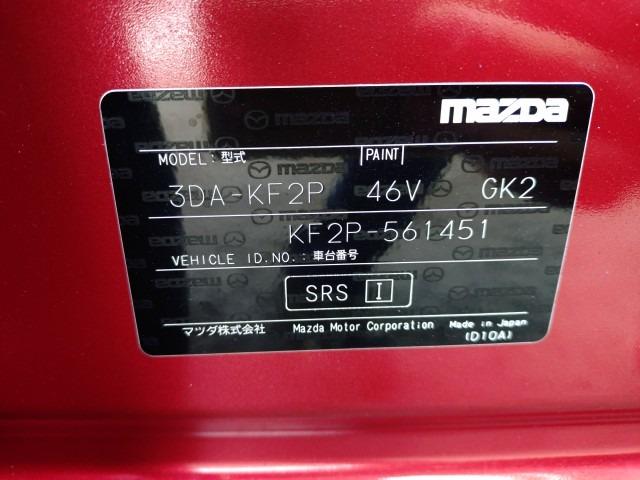 mazda
MODEL : 型式 PAINT
3DA-KF2P 46V GK2
KF2P-561451
VEHICLE ID.NO. : 車台番号
SRS I
マツダ株式会社 Mazda Motor Corporation Made in Japan
(D10A)